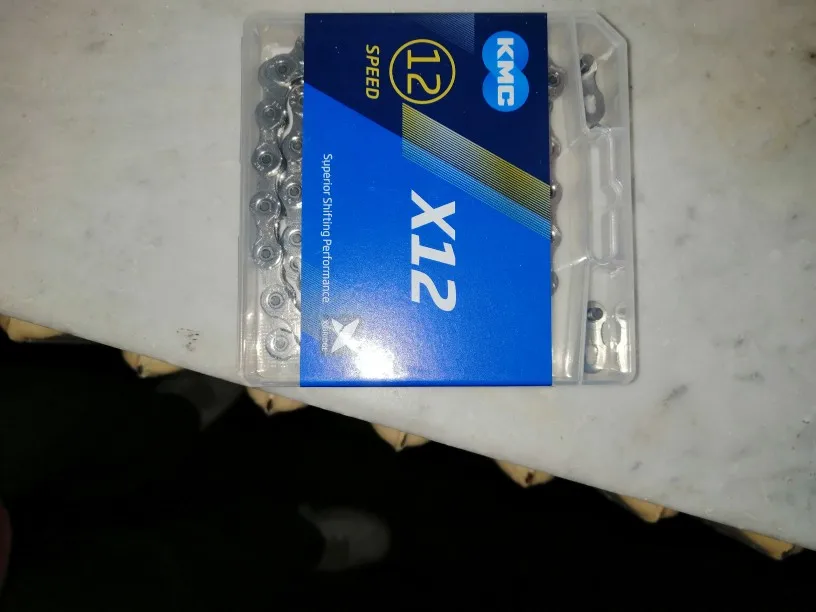 KMC
12
SPEED
X12
Superior Shifting Performance